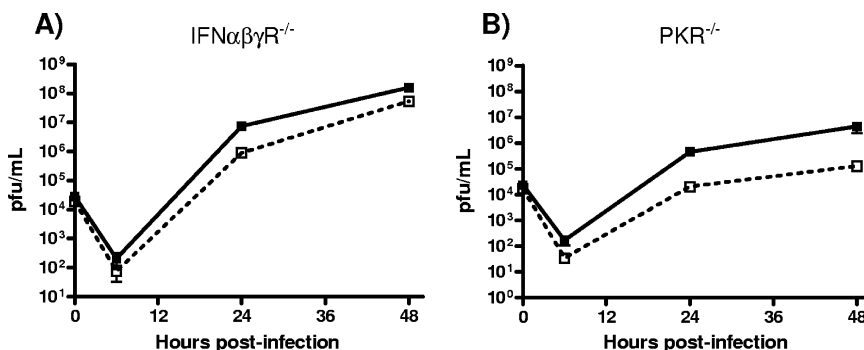 A)
IFNαβγR-/-
pfu/mL
10⁹
10⁸
10⁷
10⁶
10⁵
10⁴
10³
10²
10¹
0 12 24 36 48
Hours post-infection
B)
PKR-/-
pfu/mL
10⁹
10⁸
10⁷
10⁶
10⁵
10⁴
10³
10²
10¹
10⁰
0 12 24 36 48
Hours post-infection